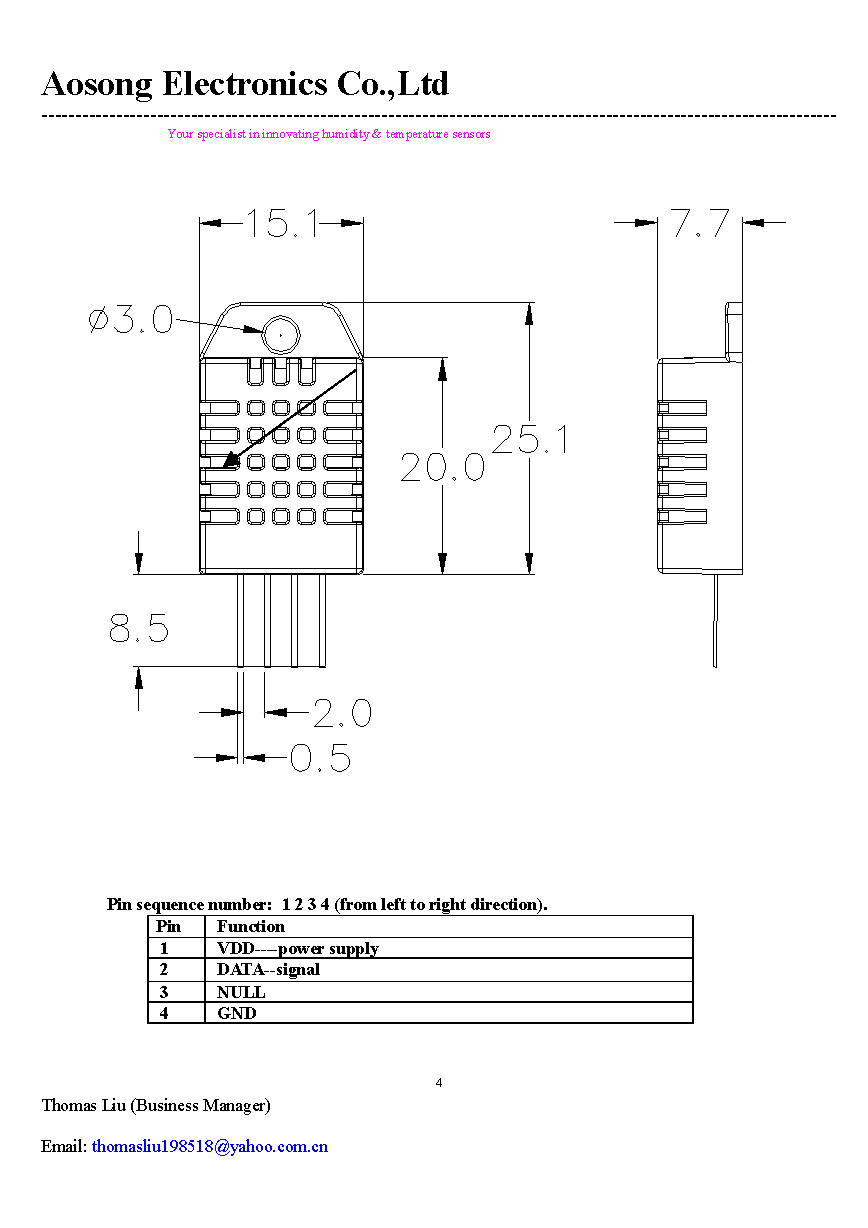 Aosong Electronics Co.,Ltd
--------------------------------------------------------------------------------
Your specialist in innovating humidity & temperature sensors
15.1
7.7
ø3.0
25.1
20.0
8.5
2.0
0.5
Pin sequence number: 1 2 3 4 (from left to right direction).
Pin Function
1 VDD----power supply
2 DATA--signal
3 NULL
4 GND
4
Thomas Liu (Business Manager)
Email: thomasliu198518@yahoo.com.cn